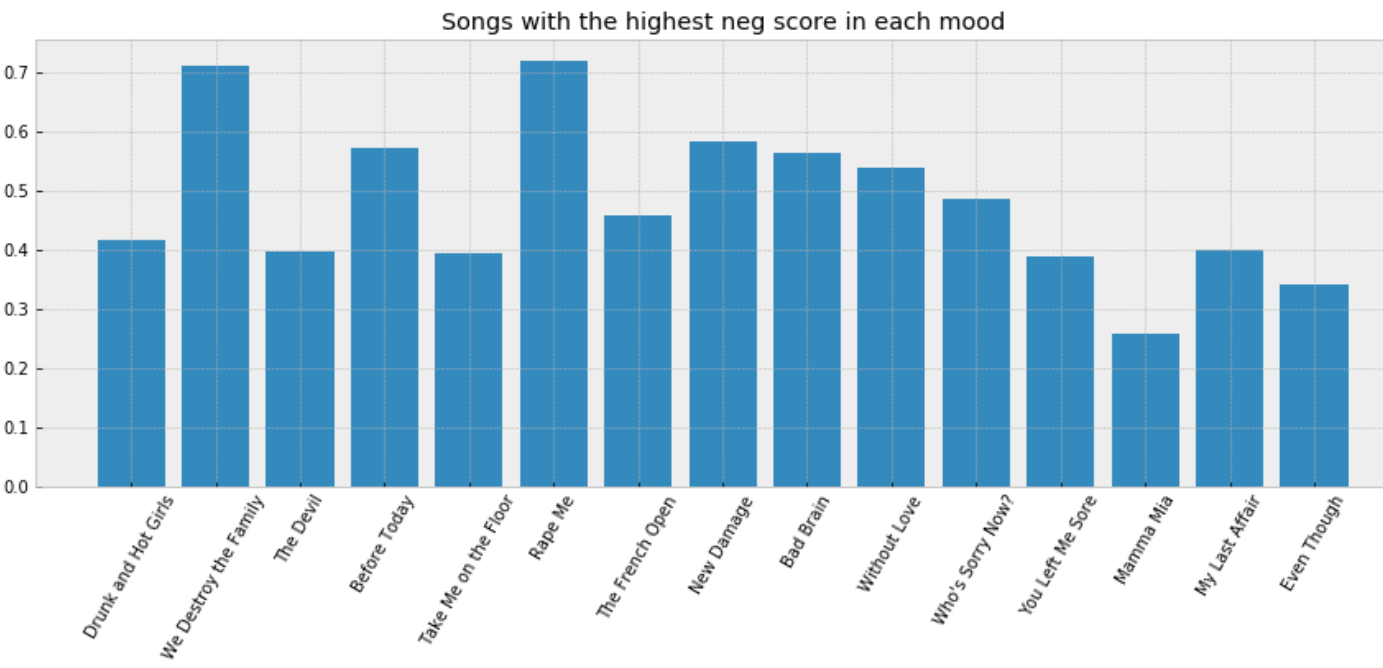 Songs with the highest neg score in each mood
0.7
0.6
0.5
0.4
0.3
0.2
0.1
0.0
Drunk and Hot Girls
We Destroy the Family
The Devil
Before Today
Take Me on the Floor
Rape Me
The French Open
New Damage
Bad Brain
Without Love
Who's Sorry Now?
You Left Me Sore
Mamma Mia
My Last Affair
Even Though